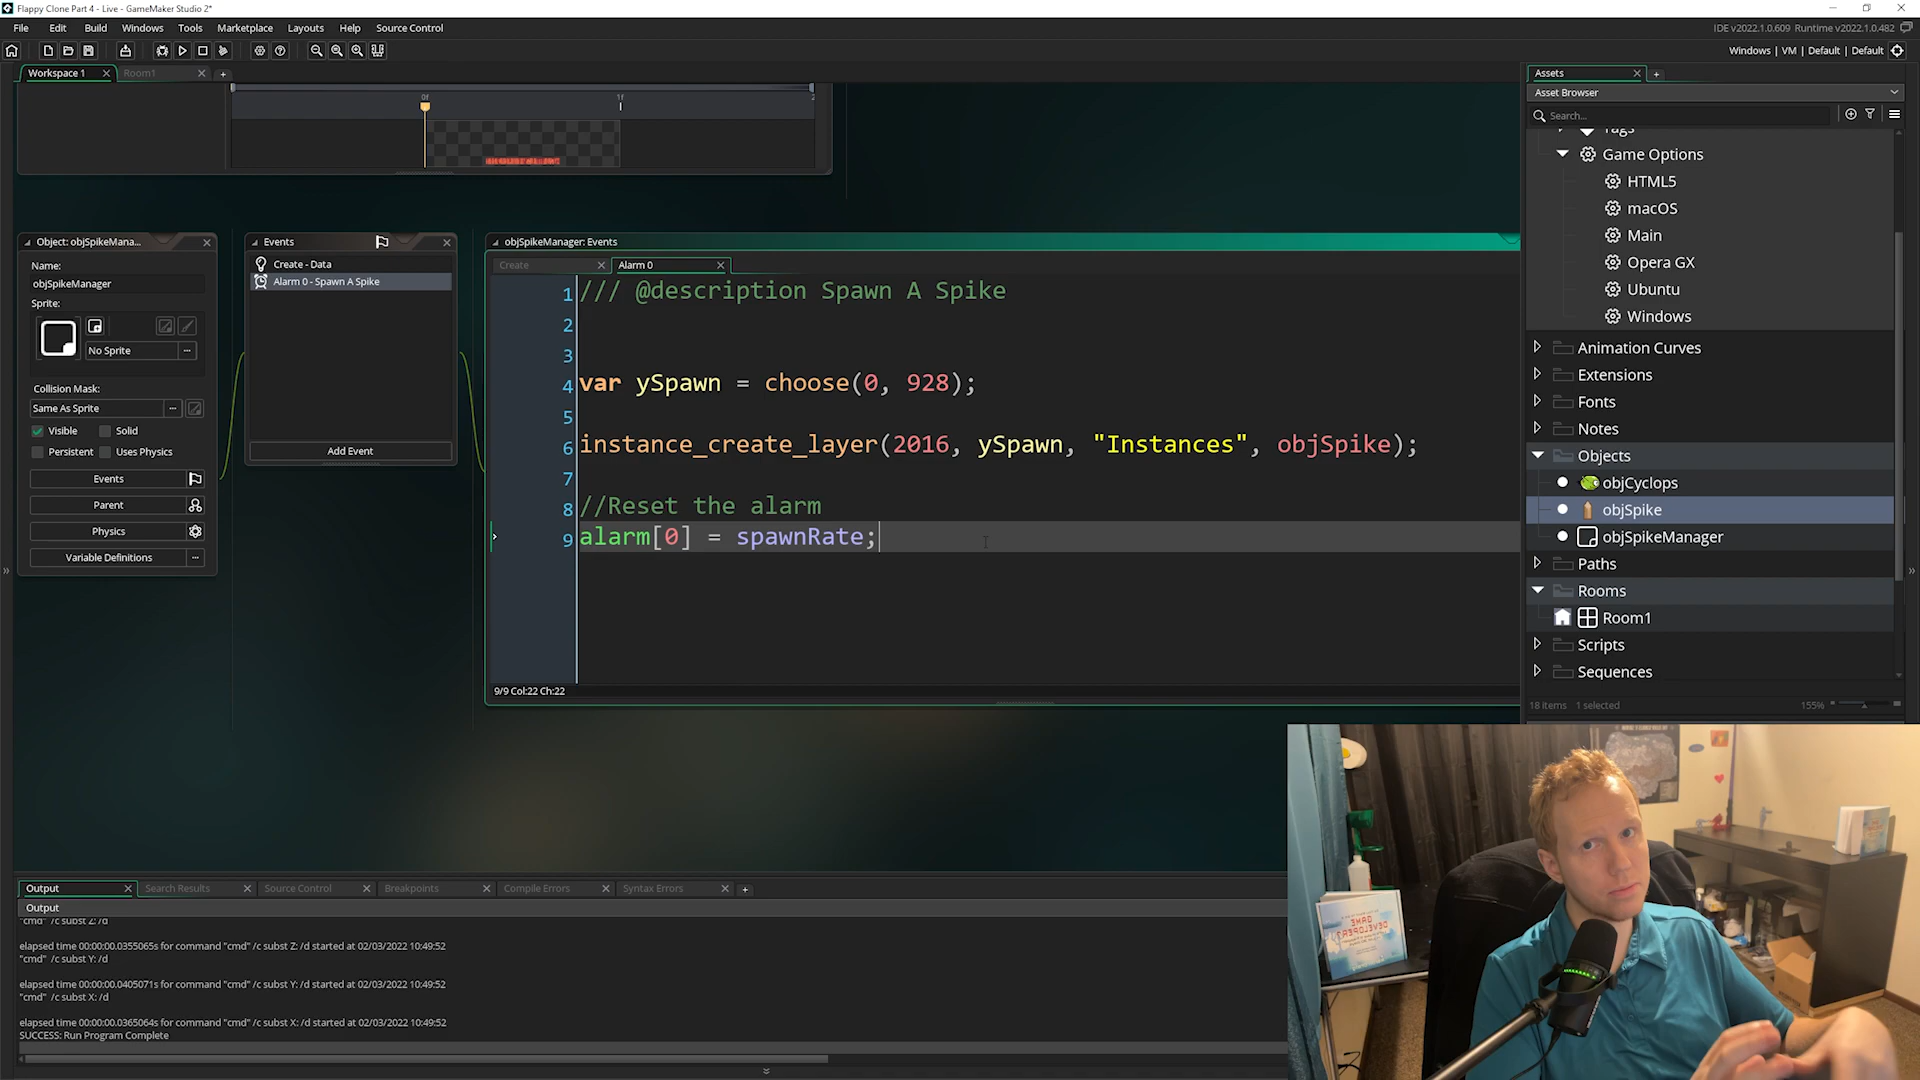 Flappy Clone Part 4 - Live - GameMaker Studio 2*
File Edit Build Windows Tools Marketplace Layouts Help Source Control
IDE v2022.1.0.609 Runtime v2022.1.0.482
Windows | VM | Default | Default
Workspace 1
Room1
0f
1f
2
Object: objSpikeMana...
Name:
objSpikeManager
Sprite:
No Sprite
...
Collision Mask:
Same As Sprite
...
Visible
Solid
Persistent
Uses Physics
Events
Parent
Physics
Variable Definitions
...
Events
Create - Data
Alarm 0 - Spawn A Spike
Add Event
objSpikeManager: Events
Create
Alarm 0
1 /// @description Spawn A Spike
2
3
4 var ySpawn = choose(0, 928);
5
6 instance_create_layer(2016, ySpawn, "Instances", objSpike);
7
8 //Reset the alarm
9 alarm[0] = spawnRate;
9/9 Col:22 Ch:22
Assets
Asset Browser
Search...
Tags
Game Options
HTML5
macOS
Main
Opera GX
Ubuntu
Windows
Animation Curves
Extensions
Fonts
Notes
Objects
objCyclops
objSpike
objSpikeManager
Paths
Rooms
Room1
Scripts
Sequences
18 items 1 selected
155%
Output
Search Results
Source Control
Breakpoints
Compile Errors
Syntax Errors
Output
"cmd" /c subst Z: /d
elapsed time 00:00:00.0355065s for command "cmd" /c subst Z: /d started at 02/03/2022 10:49:52
"cmd" /c subst Y: /d
elapsed time 00:00:00.0405071s for command "cmd" /c subst Y: /d started at 02/03/2022 10:49:52
"cmd" /c subst X: /d
elapsed time 00:00:00.0365064s for command "cmd" /c subst X: /d started at 02/03/2022 10:49:52
SUCCESS: Run Program Complete
GAME
DEVELOPER?